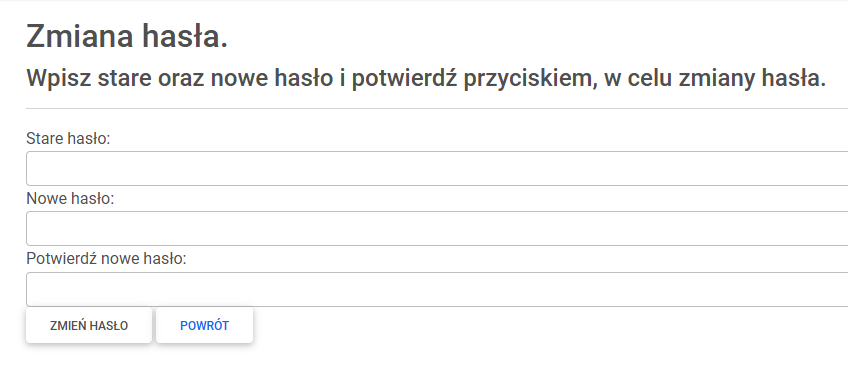 Zmiana hasła.
Wpisz stare oraz nowe hasło i potwierdź przyciskiem, w celu zmiany hasła.
Stare hasło:
Nowe hasło:
Potwierdź nowe hasło:
ZMIEŃ HASŁO POWRÓT